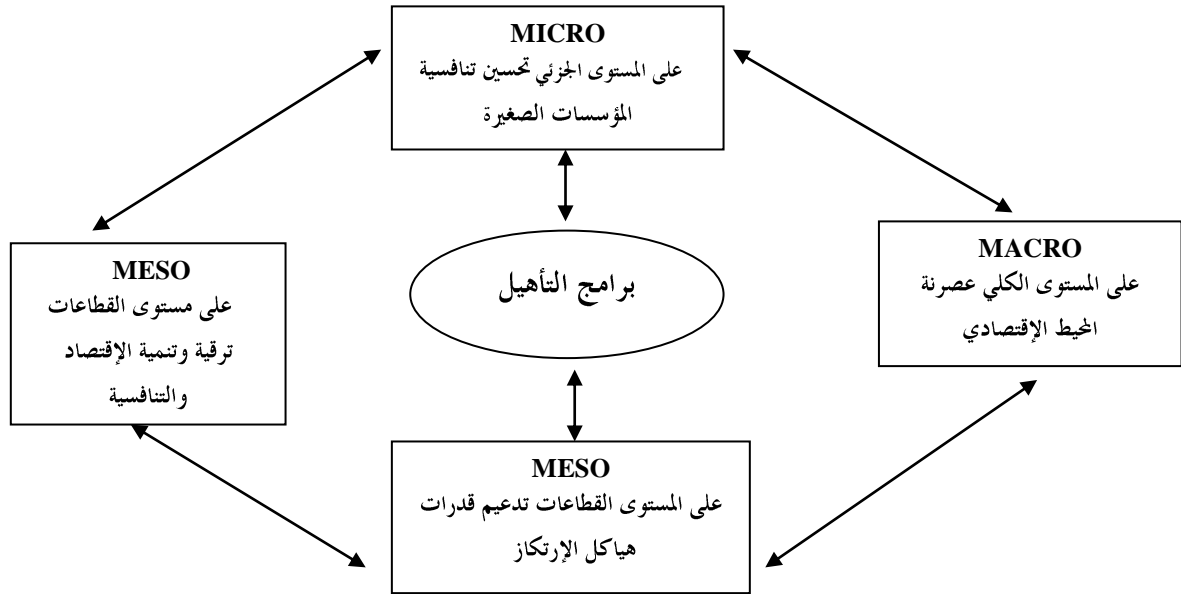 MICRO
على المستوى الجزئي تحسين تنافسية
المؤسسات الصغيرة
MACRO
على المستوى الكلي عصرنة
المحيط الإقتصادي
برامج التأهيل
MESO
على مستوى القطاعات
ترقية وتنمية الإقتصاد
والتنافسية
MESO
على المستوى القطاعات تدعيم قدرات
هياكل الإرتكاز